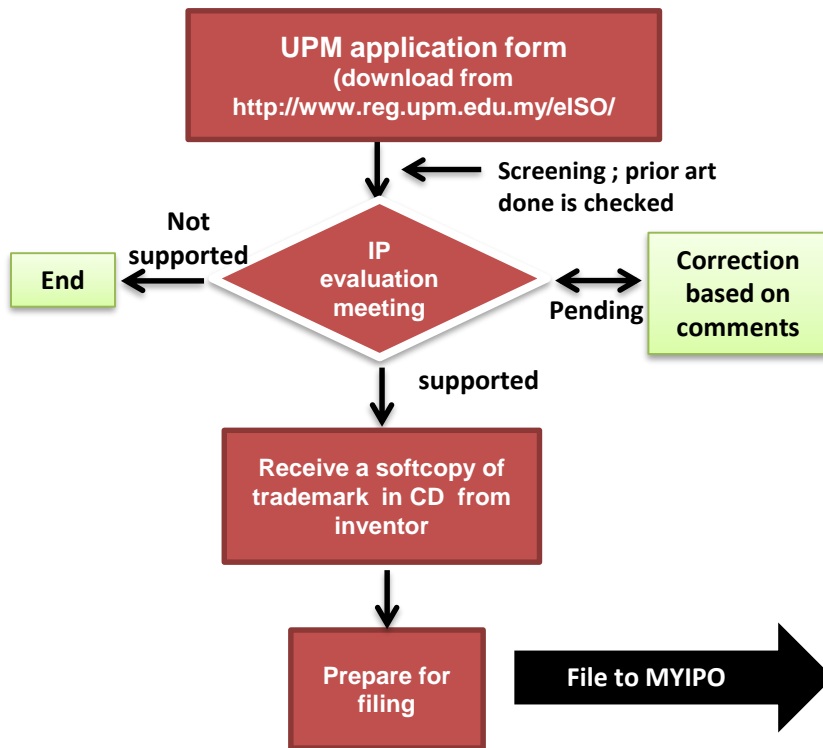 UPM application form
(download from
http://www.reg.upm.edu.my/eISO/
Screening ; prior art
done is checked
Not
supported
End
IP
evaluation
meeting
Pending
Correction
based on
comments
supported
Receive a softcopy of
trademark in CD from
inventor
Prepare for
filing
File to MYIPO